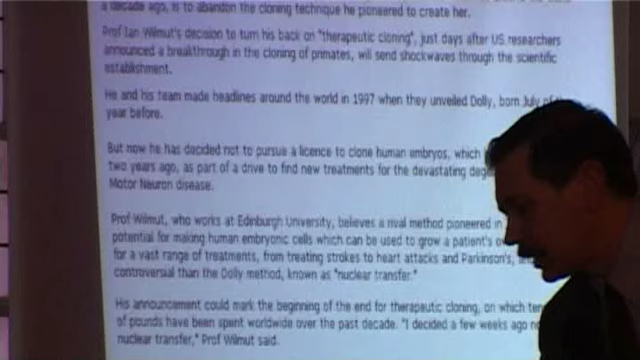 a decade ago, is to abandon the cloning technique he pioneered to create her.
Prof Ian Wilmut's decision to turn his back on "therapeutic cloning", just days after US researchers
announced a breakthrough in the cloning of primates, will send shockwaves through the scientific
establishment.
He and his team made headlines around the world in 1997 when they unveiled Dolly, born July of the
year before.
But now he has decided not to pursue a licence to clone human embryos, which
two years ago, as part of a drive to find new treatments for the devastating
Motor Neuron disease.
Prof Wilmut, who works at Edinburgh University, believes a rival method pioneered in
potential for making human embryonic cells which can be used to grow a patient's
for a vast range of treatments, from treating strokes to heart attacks and Parkinson's,
controversial than the Dolly method, known as "nuclear transfer."
His announcement could mark the beginning of the end for therapeutic cloning, on which
of pounds have been spent worldwide over the past decade. "I decided a few weeks ago
nuclear transfer," Prof Wilmut said.